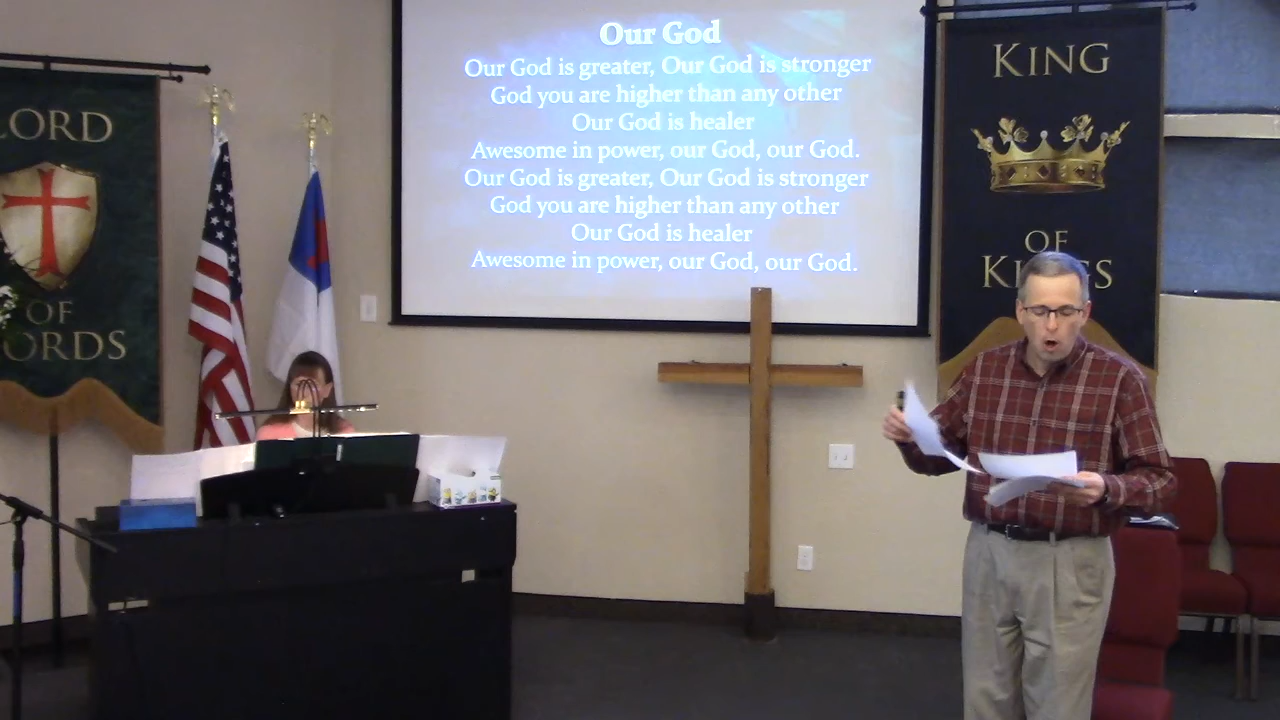 Our God
Our God is greater, Our God is stronger
God you are higher than any other
Our God is healer
Awesome in power, our God, our God.
Our God is greater, Our God is stronger
God you are higher than any other
Our God is healer
Awesome in power, our God, our God.
LORD
OF
KING
OF